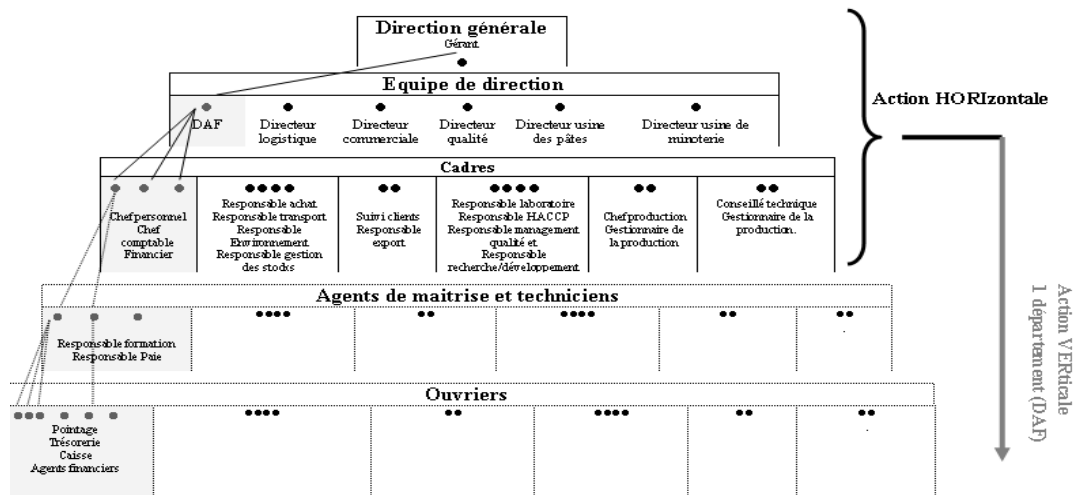 Direction générale
Gérant
Equipe de direction
DAF
Directeur
logistique
Directeur
commerciale
Directeur
qualité
Directeur usine
des pâtes
Directeur usine de
minoterie
Action HORIzontale
Cadres
Chef personnel
Chef
comptable
Financier
Responsable achat
Responsable transport
Responsable
Environnement
Responsable gestion
des stocks
Suivi clients
Responsable
export
Responsable laboratoire
Responsable HACCP
Responsable management
qualité et
Responsable
recherche/développement
Chef production
Gestionnaire de
la production
Conseillé technique
Gestionnaire de la
production.
Agents de maitrise et techniciens
Responsable formation
Responsable Paie
.
Action VERticale
1 département (DAF)
Ouvriers
Pointage
Trésorerie
Caisse
Agents financiers
.